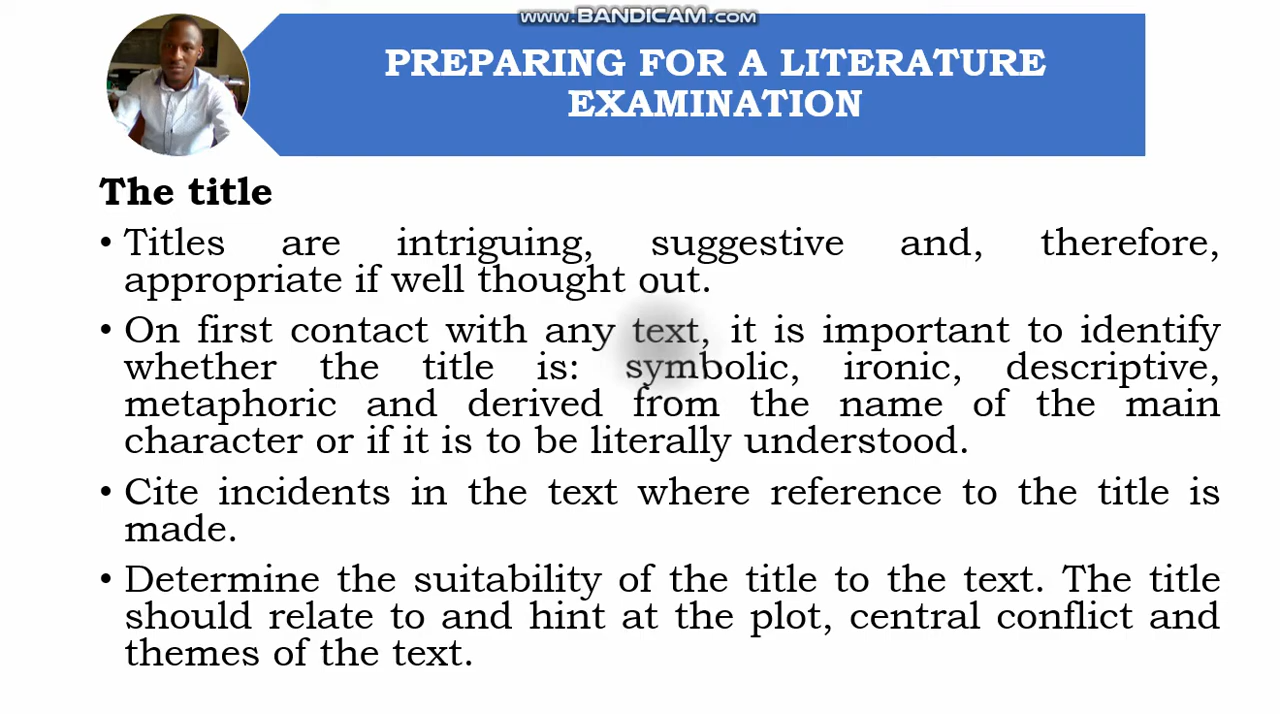 www.BANDICAM.com
PREPARING FOR A LITERATURE
EXAMINATION
The title
• Titles are intriguing, suggestive and, therefore,
appropriate if well thought out.
• On first contact with any text, it is important to identify
whether the title is: symbolic, ironic, descriptive,
metaphoric and derived from the name of the main
character or if it is to be literally understood.
• Cite incidents in the text where reference to the title is
made.
• Determine the suitability of the title to the text. The title
should relate to and hint at the plot, central conflict and
themes of the text.